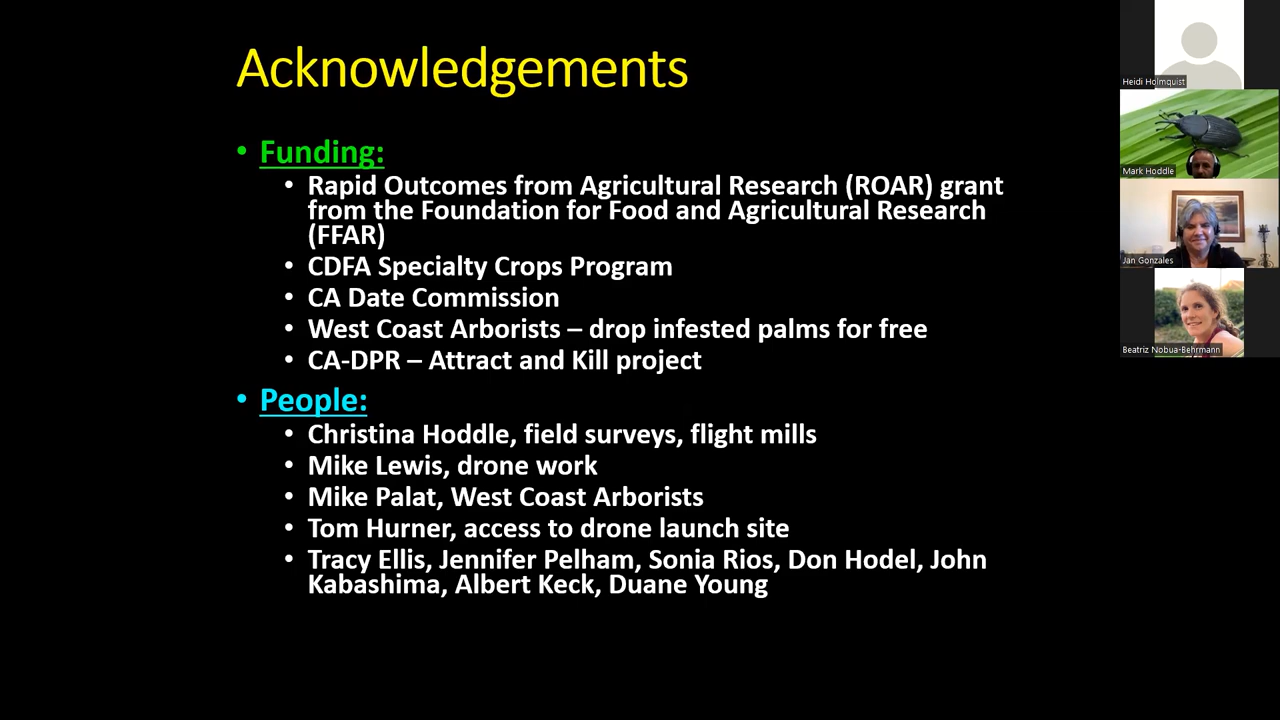 Acknowledgements
• Funding:
• Rapid Outcomes from Agricultural Research (ROAR) grant
from the Foundation for Food and Agricultural Research
(FFAR)
• CDFA Specialty Crops Program
• CA Date Commission
• West Coast Arborists – drop infested palms for free
• CA-DPR – Attract and Kill project
• People:
• Christina Hoddle, field surveys, flight mills
• Mike Lewis, drone work
• Mike Palat, West Coast Arborists
• Tom Hurner, access to drone launch site
• Tracy Ellis, Jennifer Pelham, Sonia Rios, Don Hodel, John
Kabashima, Albert Keck, Duane Young
Heidi Holmquist
Mark Hoddle
Jan Gonzales
Beatriz Nobua-Behrmann